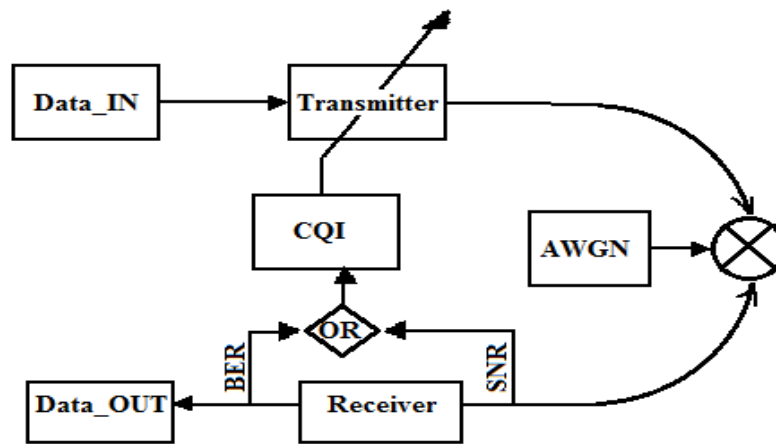 Data_IN
Transmitter
CQI
AWGN
OR
BER
SNR
Data_OUT
Receiver